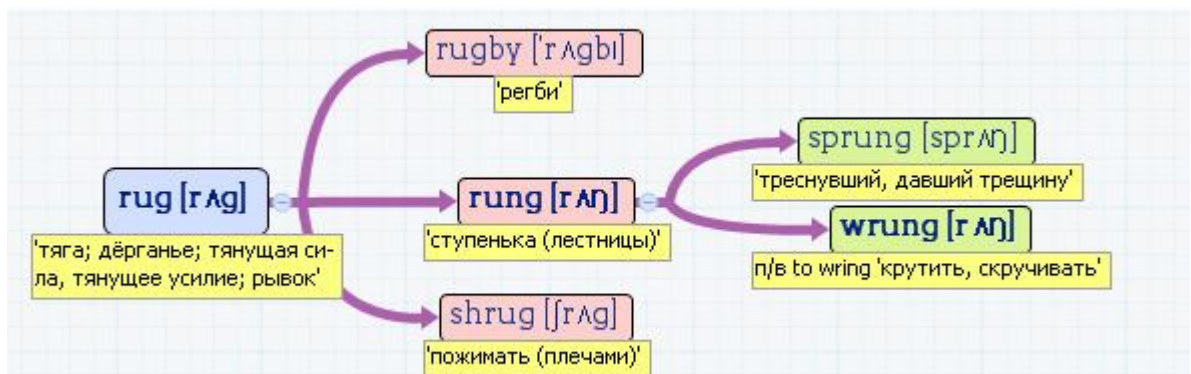 rugby ['rʌgbɪ]
'регби'
sprung [sprʌŋ]
'треснувший, давший трещину'
rug [rʌg]
'тяга; дёрганье; тянущая си-
ла, тянущее усилие; рывок'
rung [rʌŋ]
'ступенька (лестницы)'
wrung [rʌŋ]
п/в to wring 'крутить, скручивать'
shrug [ʃrʌg]
'пожимать (плечами)'